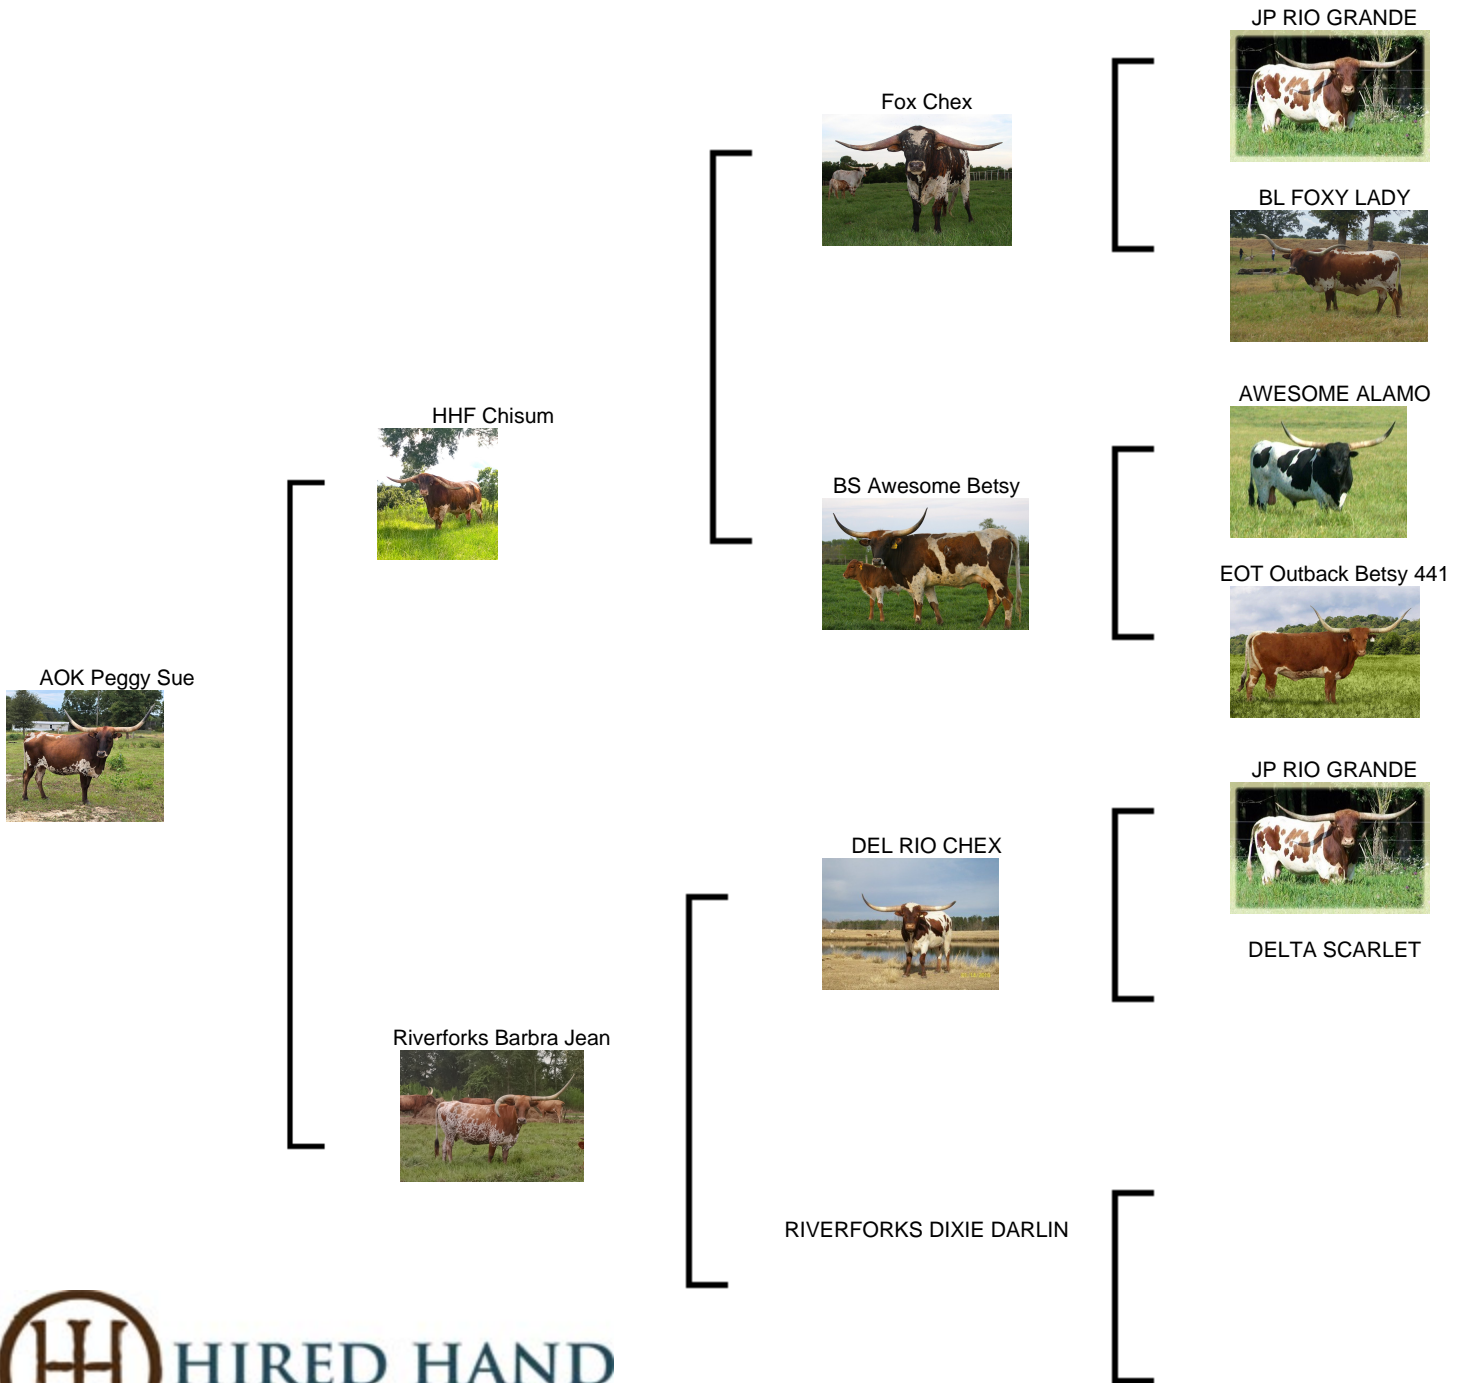 JP RIO GRANDE
Fox Chex
BL FOXY LADY
HHF Chisum
AWESOME ALAMO
BS Awesome Betsy
EOT Outback Betsy 441
AOK Peggy Sue
JP RIO GRANDE
DEL RIO CHEX
DELTA SCARLET
Riverforks Barbra Jean
RIVERFORKS DIXIE DARLIN
HIRED HAND